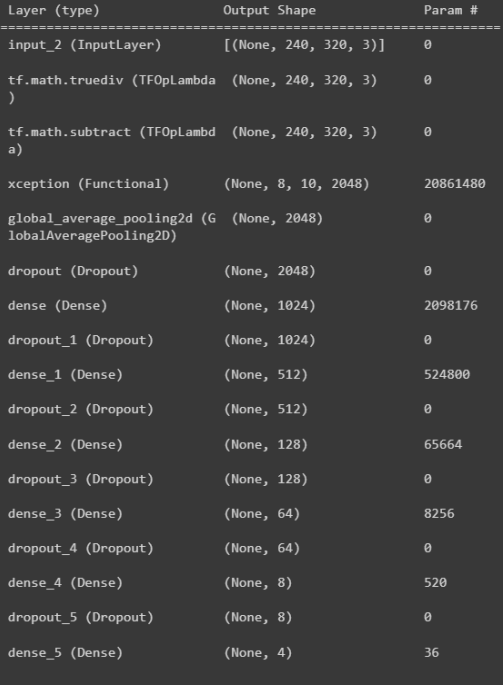 Layer (type) Output Shape Param #
=================================================================
input_2 (InputLayer) [(None, 240, 320, 3)] 0
tf.math.truediv (TFOpLambda (None, 240, 320, 3) 0
)
tf.math.subtract (TFOpLambd (None, 240, 320, 3) 0
a)
xception (Functional) (None, 8, 10, 2048) 20861480
global_average_pooling2d (G (None, 2048) 0
lobalAveragePooling2D)
dropout (Dropout) (None, 2048) 0
dense (Dense) (None, 1024) 2098176
dropout_1 (Dropout) (None, 1024) 0
dense_1 (Dense) (None, 512) 524800
dropout_2 (Dropout) (None, 512) 0
dense_2 (Dense) (None, 128) 65664
dropout_3 (Dropout) (None, 128) 0
dense_3 (Dense) (None, 64) 8256
dropout_4 (Dropout) (None, 64) 0
dense_4 (Dense) (None, 8) 520
dropout_5 (Dropout) (None, 8) 0
dense_5 (Dense) (None, 4) 36